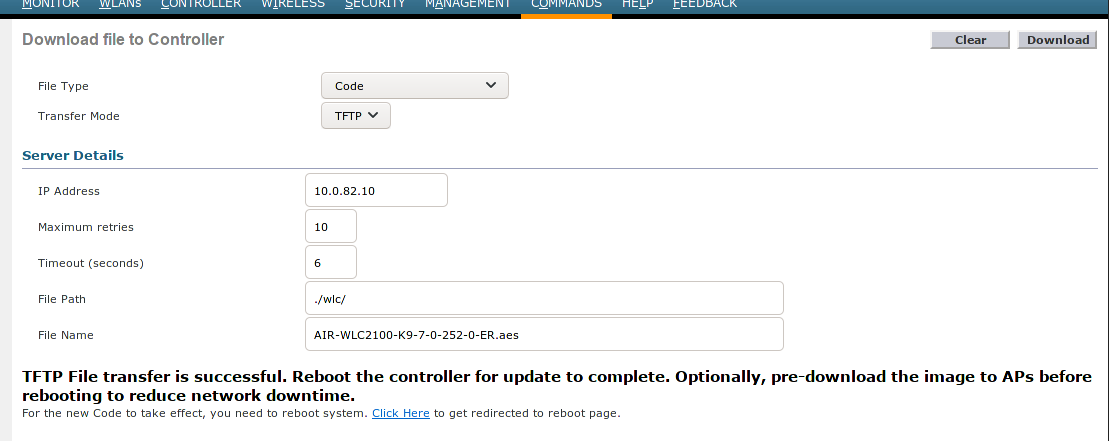 MONITOR WLANs CONTROLLER WIRELESS SECURITY MANAGEMENT COMMANDS HELP FEEDBACK
Download file to Controller Clear Download
File Type Code
Transfer Mode TFTP
Server Details
IP Address 10.0.82.10
Maximum retries 10
Timeout (seconds) 6
File Path ./wlc/
File Name AIR-WLC2100-K9-7-0-252-0-ER.aes
TFTP File transfer is successful. Reboot the controller for update to complete. Optionally, pre-download the image to APs before
rebooting to reduce network downtime.
For the new Code to take effect, you need to reboot system. Click Here to get redirected to reboot page.